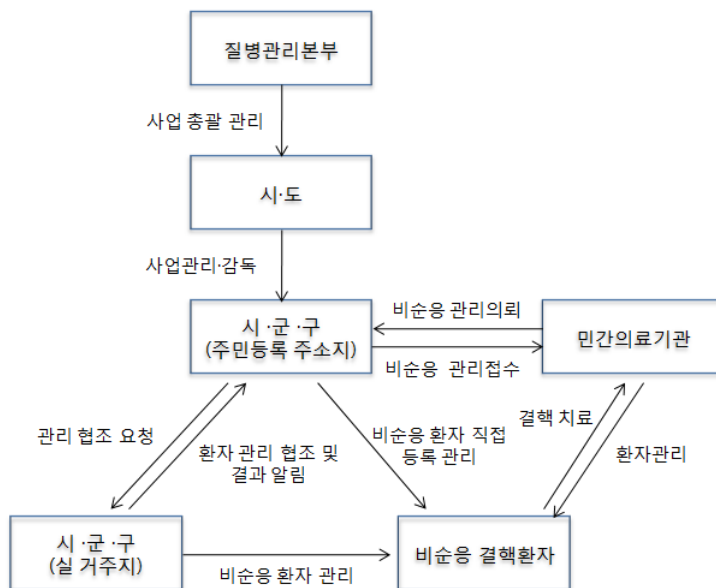 질병관리본부
사업 총괄 관리
시·도
사업관리·감독
시 ·군 ·구
(주민등록 주소지)
비순응 관리의뢰
민간의료기관
비순응 관리접수
관리 협조 요청
환자 관리 협조 및
결과 알림
비순응 환자 직접
등록 관리
결핵 치료
환자관리
시 ·군 ·구
(실 거주지)
비순응 환자 관리
비순응 결핵환자